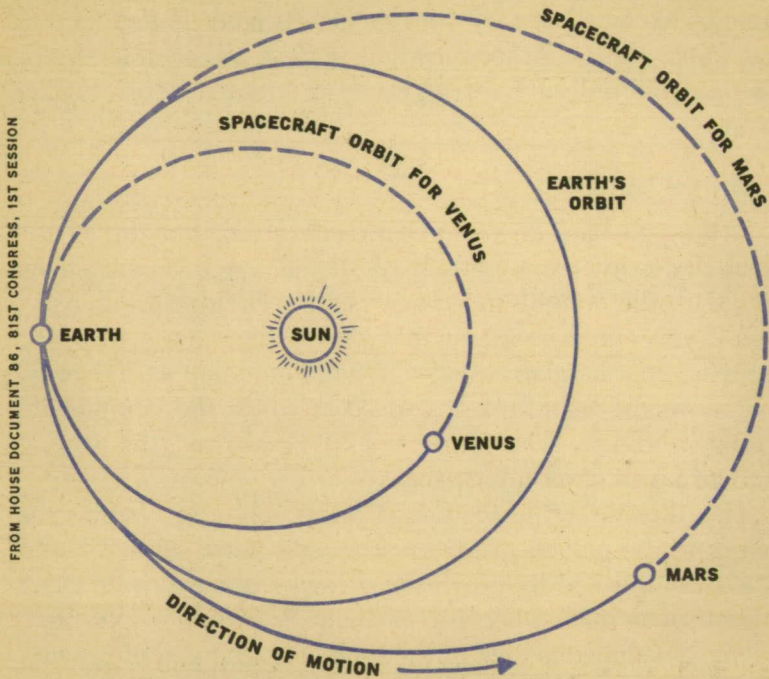 SPACECRAFT ORBIT FOR MARS
SPACECRAFT ORBIT FOR VENUS
EARTH'S
ORBIT
EARTH
SUN
VENUS
MARS
DIRECTION OF MOTION
FROM HOUSE DOCUMENT 86, 81ST CONGRESS, 1ST SESSION